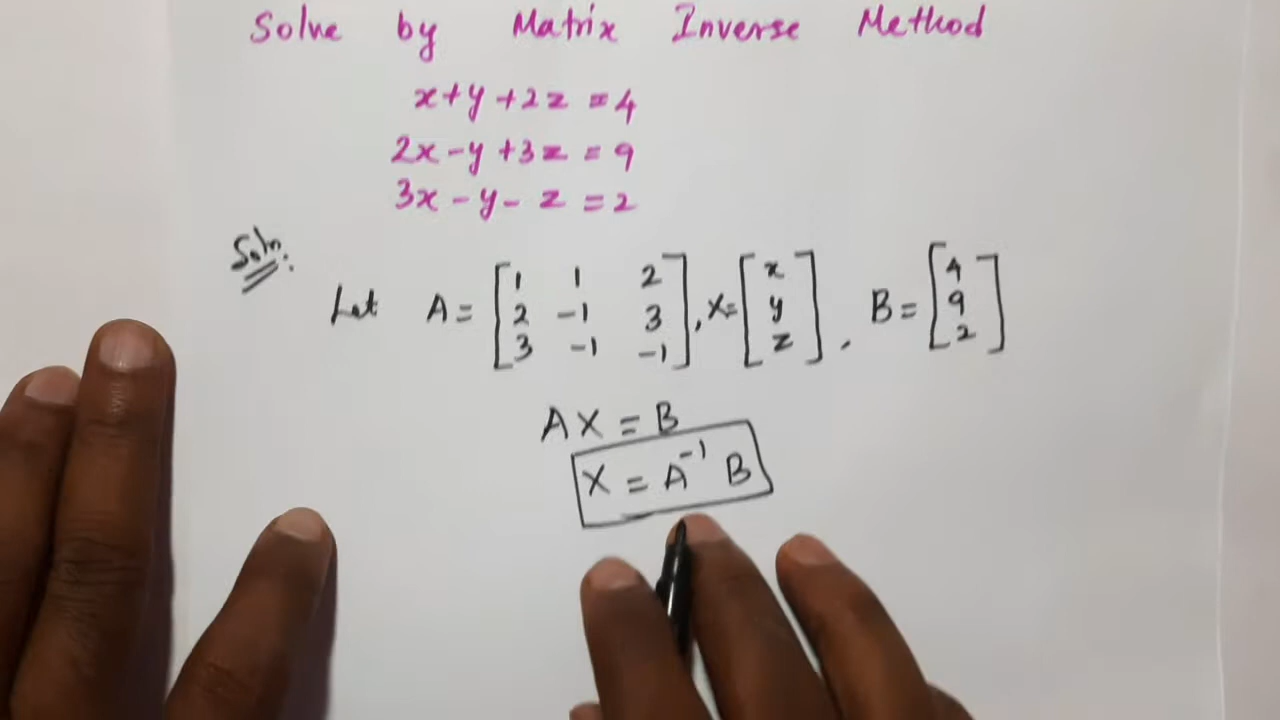 Solve by Matrix Inverse Method
x+y+2z=4
2x-y+3z=9
3x-y-z=2
Soln:
Let A = [1 1 2; 2 -1 3; 3 -1 -1], X = [x; y; z], B = [4; 9; 2]
AX = B
X = A⁻¹ B